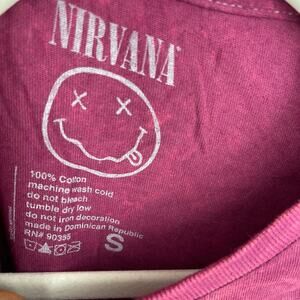 NIRVANA
100% Cotton
machine wash cold
do not bleach
tumble dry low
do not iron decoration
made in Dominican Republic
RN# 90355
S